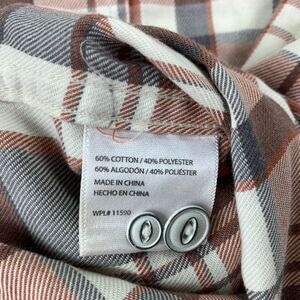 60% COTTON / 40% POLYESTER
60% ALGODÓN / 40% POLIÉSTER
MADE IN CHINA
HECHO EN CHINA
WPL# 11590